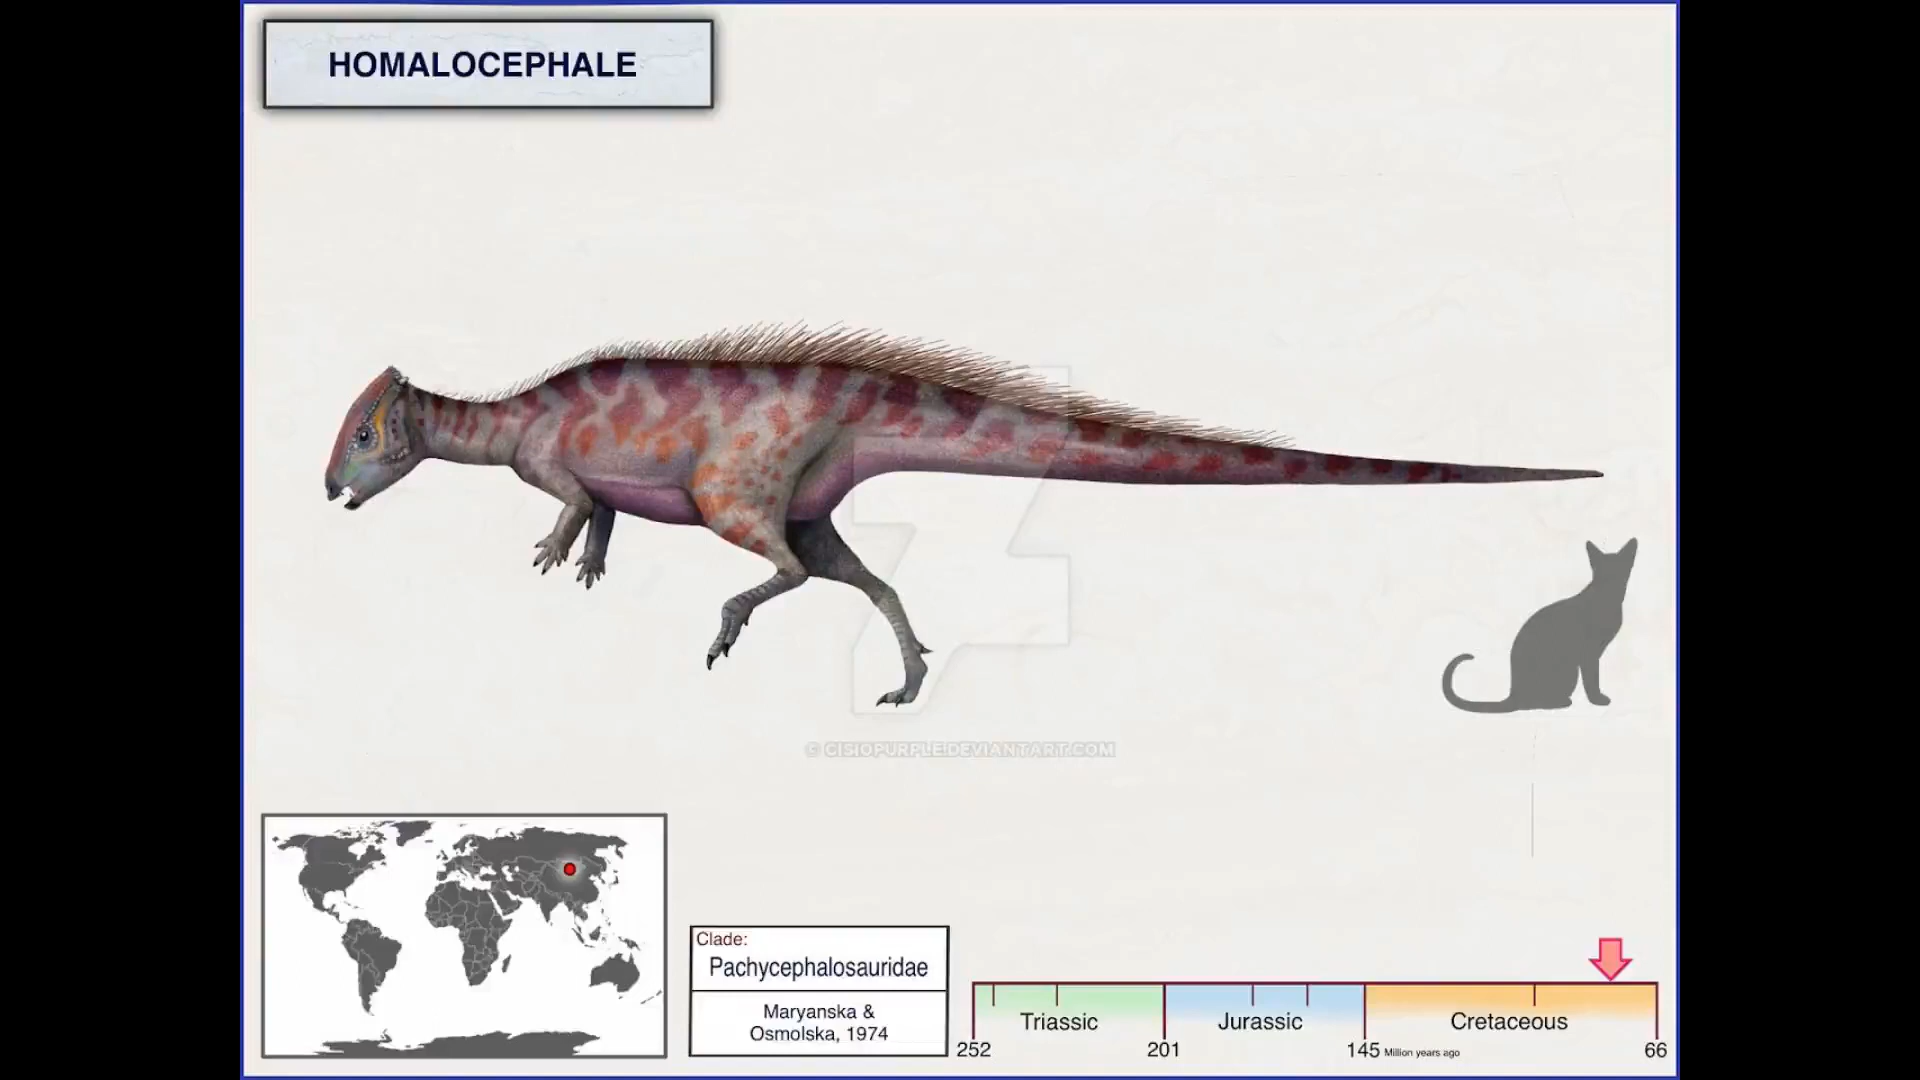 HOMALOCEPHALE
© CISIOPURPLE.DEVIANTART.COM
Clade:
Pachycephalosauridae
Maryanska &
Osmolska, 1974
Triassic
Jurassic
Cretaceous
252
201
145 Million years ago
66